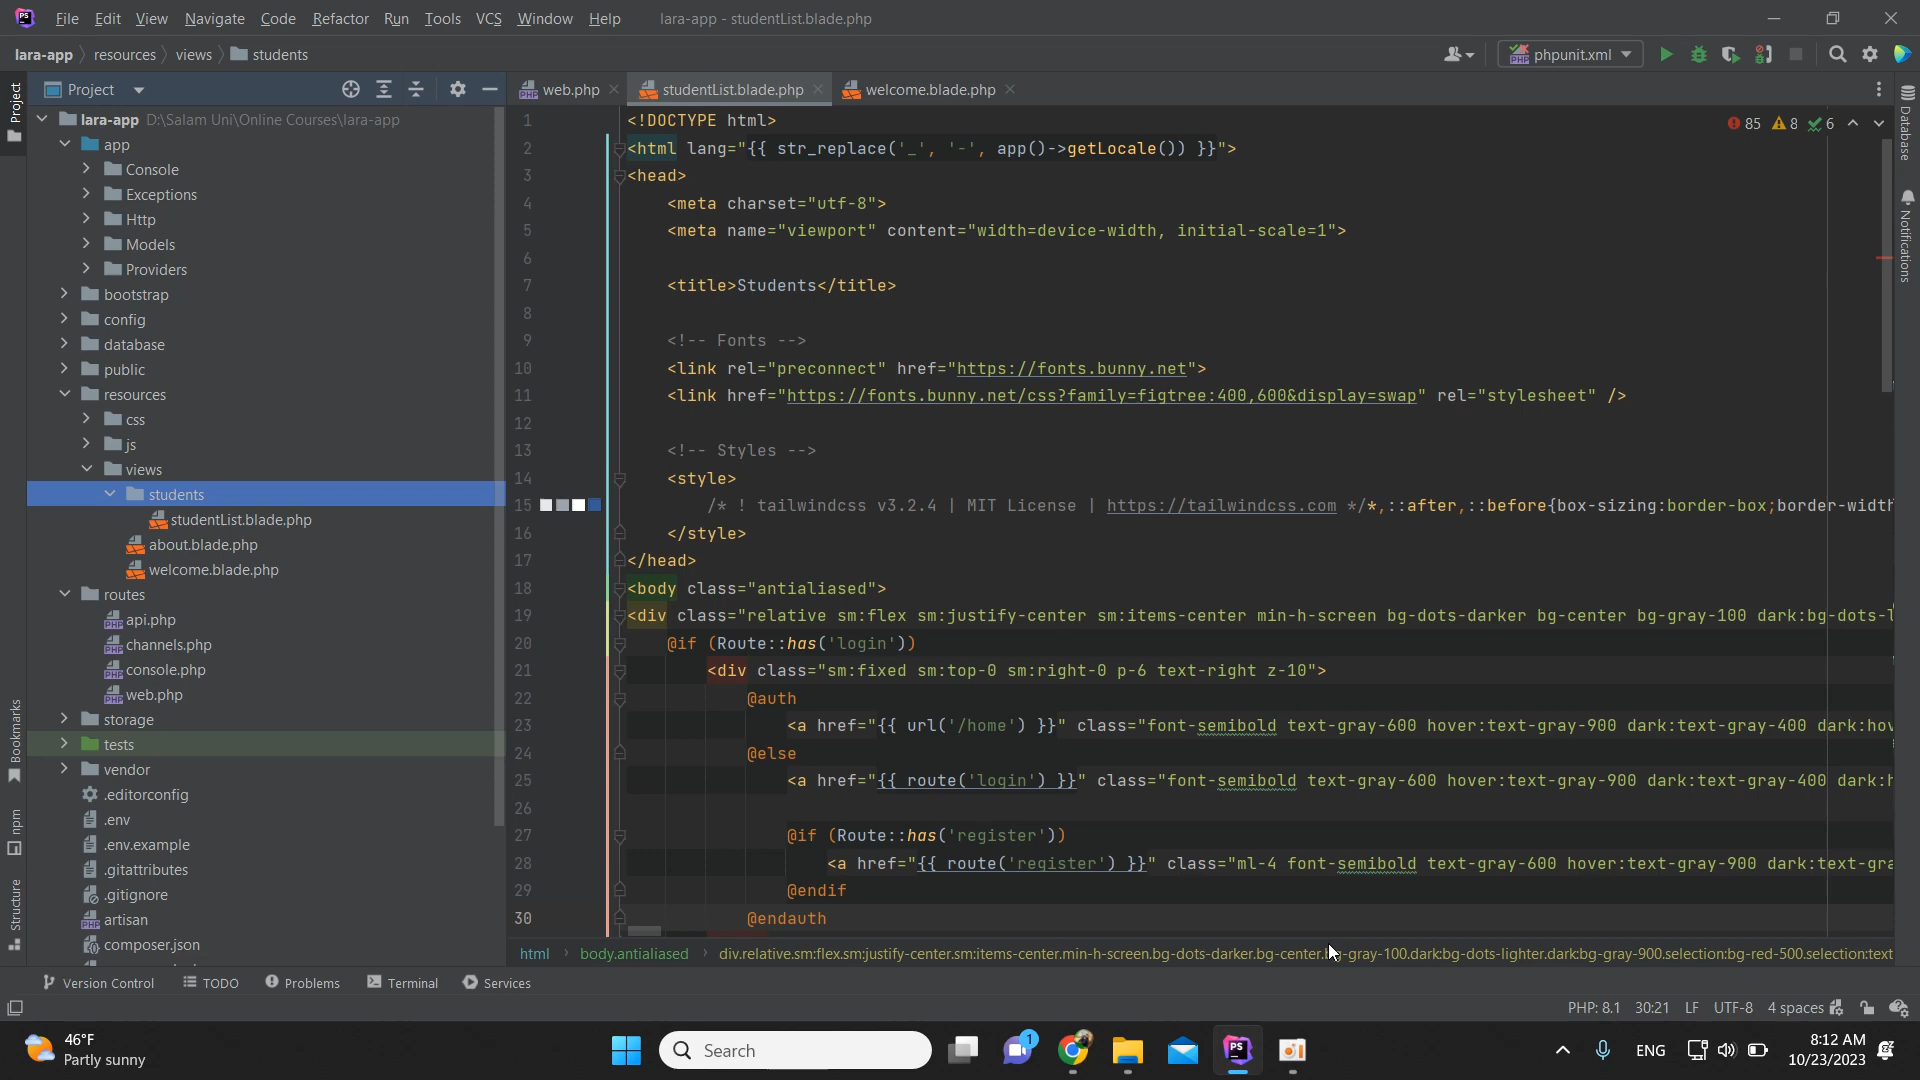 File Edit View Navigate Code Refactor Run Tools VCS Window Help lara-app - studentList.blade.php
lara-app resources views students
phpunit.xml
Project
web.php studentList.blade.php welcome.blade.php
Project
lara-app D:\Salam Uni\Online Courses\lara-app
app
Console
Exceptions
Http
Models
Providers
bootstrap
config
database
public
resources
css
js
views
students
studentList.blade.php
about.blade.php
welcome.blade.php
routes
api.php
channels.php
console.php
web.php
storage
tests
vendor
.editorconfig
.env
.env.example
.gitattributes
.gitignore
artisan
composer.json
Bookmarks
npm
Structure
85 8 6
Database
Notifications
1 <!DOCTYPE html>
2 <html lang="{{ str_replace('_', '-', app()->getLocale()) }}">
3 <head>
4 <meta charset="utf-8">
5 <meta name="viewport" content="width=device-width, initial-scale=1">
6
7 <title>Students</title>
8
9 <!-- Fonts -->
10 <link rel="preconnect" href="https://fonts.bunny.net">
11 <link href="https://fonts.bunny.net/css?family=figtree:400,600&display=swap" rel="stylesheet" />
12
13 <!-- Styles -->
14 <style>
15 /* ! tailwindcss v3.2.4 | MIT License | https://tailwindcss.com */*,::after,::before{box-sizing:border-box;border-width
16 </style>
17 </head>
18 <body class="antialiased">
19 <div class="relative sm:flex sm:justify-center sm:items-center min-h-screen bg-dots-darker bg-center bg-gray-100 dark:bg-dots-l
20 @if (Route::has('login'))
21 <div class="sm:fixed sm:top-0 sm:right-0 p-6 text-right z-10">
22 @auth
23 <a href="{{ url('/home') }}" class="font-semibold text-gray-600 hover:text-gray-900 dark:text-gray-400 dark:hov
24 @else
25 <a href="{{ route('login') }}" class="font-semibold text-gray-600 hover:text-gray-900 dark:text-gray-400 dark:h
26
27 @if (Route::has('register'))
28 <a href="{{ route('register') }}" class="ml-4 font-semibold text-gray-600 hover:text-gray-900 dark:text-gra
29 @endif
30 @endauth
html body.antialiased div.relative.sm:flex.sm:justify-center.sm:items-center.min-h-screen.bg-dots-darker.bg-center.bg-gray-100.dark:bg-dots-lighter.dark:bg-gray-900.selection:bg-red-500.selection:text
Version Control TODO Problems Terminal Services
PHP: 8.1 30:21 LF UTF-8 4 spaces
46°F
Partly sunny
Search
1
PS
ENG
8:12 AM
10/23/2023